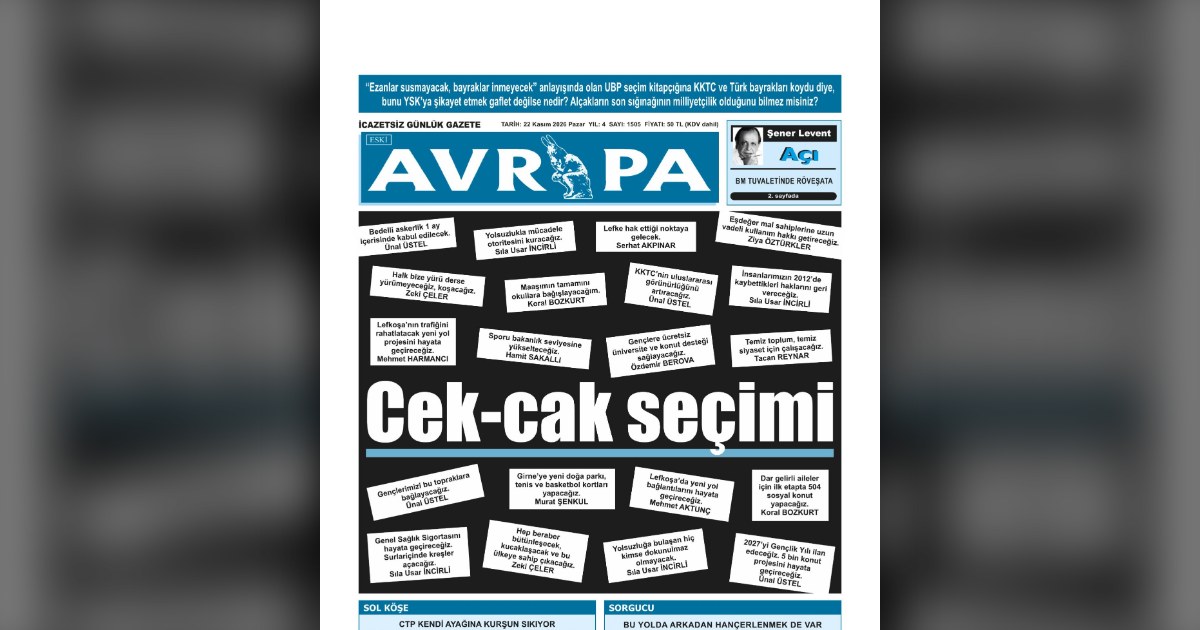 “Ezanlar susmayacak, bayraklar inmeyecek” anlayışında olan UBP seçim kitapçığına KKTC ve Türk bayrakları koydu diye,
bunu YSK'ya şikayet etmek gaflet değilse nedir? Alçakların son sığınağının milliyetçilik olduğunu bilmez misiniz?
İCAZETSİZ GÜNLÜK GAZETE
TARİH: 22 Kasım 2026 Pazar YIL: 4 SAYI: 1505 FİYATI: 50 TL (KDV dahil)
ESKİ
AVR PA
Şener Levent
Açı
BM TUVALETİNDE RÖVEŞATA
2. sayfada
Bedelli askerlik 1 ay
içerisinde kabul edilecek.
Ünal ÜSTEL
Yolsuzlukla mücadele
otoritesini kuracağız.
Sıla Usar İNCİRLİ
Lefke hak ettiği noktaya
gelecek.
Serhat AKPINAR
Eşdeğer mal sahiplerine uzun
vadeli kullanım hakkı getireceğiz.
Ziya ÖZTÜRKLER
Halk bize yürü derse
yürümeyeceğiz, koşacağız.
Zeki ÇELER
Maaşımın tamamını
okullara bağışlayacağım.
Koral BOZKURT
KKTC'nin uluslararası
görünürlüğünü
artıracağız.
Ünal ÜSTEL
İnsanlarımızın 2012'de
kaybettikleri haklarını geri
vereceğiz.
Sıla Usar İNCİRLİ
Lefkoşa'nın trafiğini
rahatlatacak yeni yol
projesini hayata
geçireceğiz.
Mehmet HARMANCI
Sporu bakanlık seviyesine
yükselteceğiz.
Hamit SAKALLI
Gençlere ücretsiz
üniversite ve konut desteği
sağlayacağız.
Özdemir BEROVA
Temiz toplum, temiz
siyaset için çalışacağız.
Tacan REYNAR
Cek-cak seçimi
Gençlerimizi bu topraklara
bağlayacağız.
Ünal ÜSTEL
Girne'ye yeni doğa parkı,
tenis ve basketbol kortları
yapacağız.
Murat ŞENKUL
Lefkoşa'da yeni yol
bağlantılarını hayata
geçireceğiz.
Mehmet AKTUNÇ
Dar gelirli aileler
için ilk etapta 504
sosyal konut
yapacağız.
Koral BOZKURT
Genel Sağlık Sigortasını
hayata geçireceğiz.
Surlariçinde kreşler
açacağız.
Sıla Usar İNCİRLİ
Hep beraber
bütünleşecek,
kucaklaşacak ve bu
ülkeye sahip çıkacağız.
Zeki ÇELER
Yolsuzluğa bulaşan hiç
kimse dokunulmaz
olmayacak.
Sıla Usar İNCİRLİ
2027'yi Gençlik Yılı ilan
edeceğiz. 5 bin konut
projesini hayata
geçireceğiz.
Ünal ÜSTEL
SOL KÖŞE
CTP KENDİ AYAĞINA KURŞUN SIKIYOR
SORGUCU
BU YOLDA ARKADAN HANÇERLENMEK DE VAR